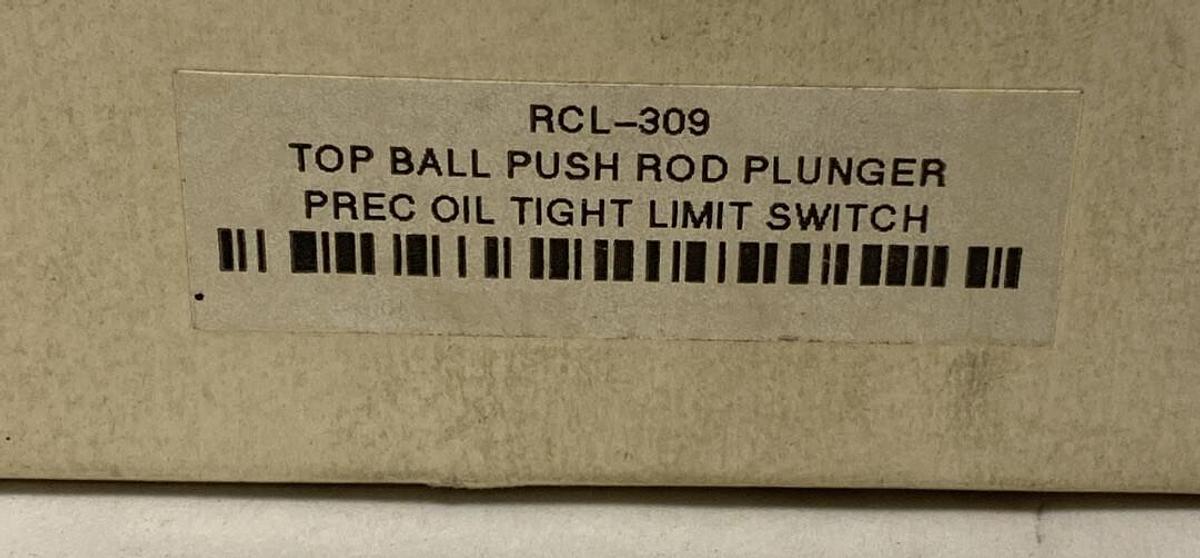 RCL-309
TOP BALL PUSH ROD PLUNGER
PREC OIL TIGHT LIMIT SWITCH